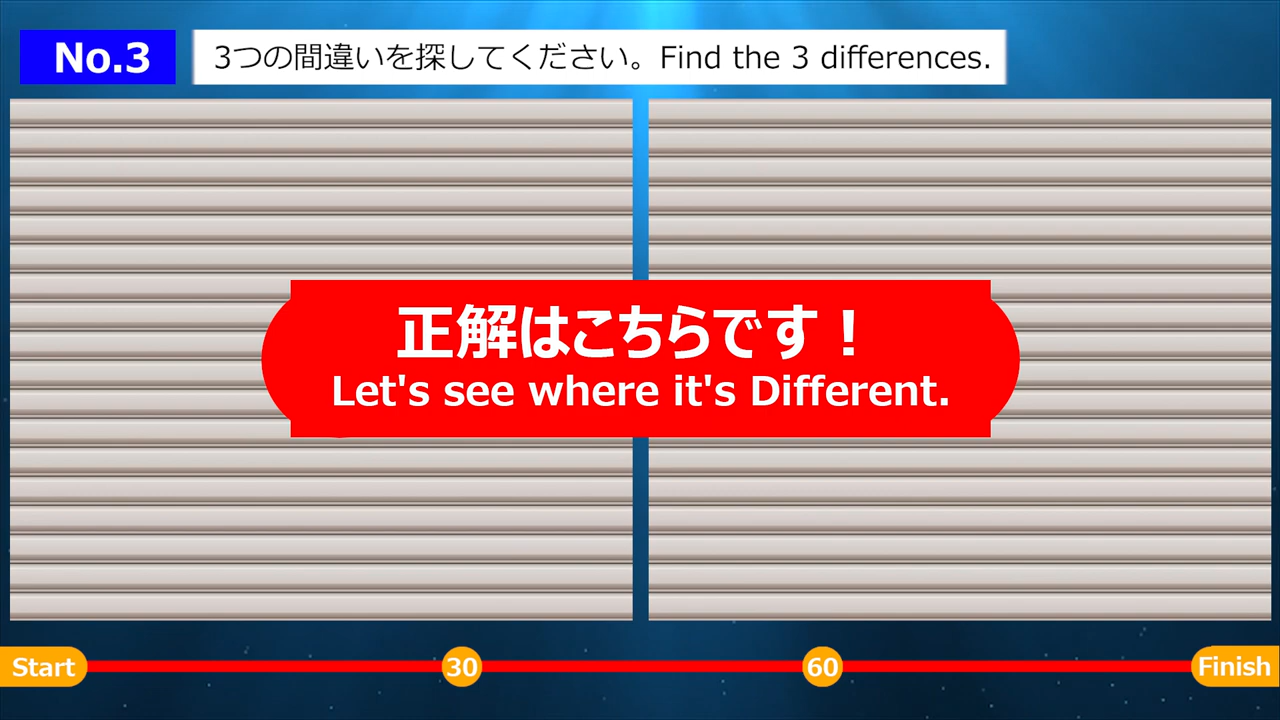 No.3
3つの間違いを探してください。Find the 3 differences.
正解はこちらです！
Let's see where it's Different.
Start 30 60 Finish